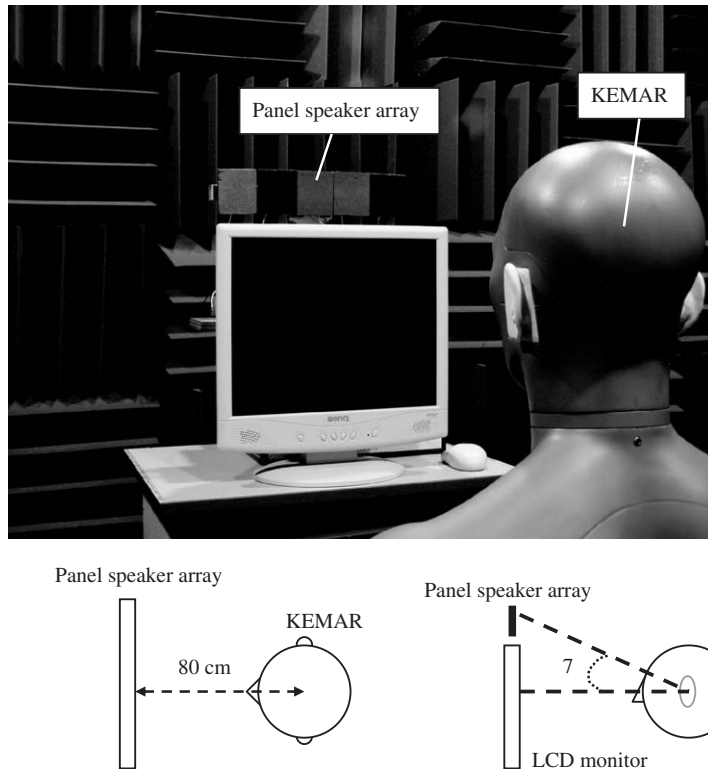 KEMAR
Panel speaker array
BenQ
Panel speaker array
KEMAR
80 cm
Panel speaker array
7
LCD monitor